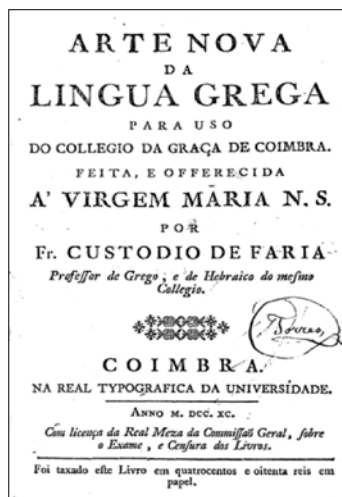 ARTE NOVA
DA
LINGUA GREGA
PARA USO
DO COLLEGIO DA GRAÇA DE COIMBRA.
FEITA, E OFFERECIDA
A' VIRGEM MARIA N. S.
POR
Fr. CUSTODIO DE FARIA
Profeſſor de Grego, e de Hebraico do meſmo
Collegio.
Torres
COIMBRA.
NA REAL TYPOGRAFICA DA UNIVERSIDADE.
ANNO M. DCC. XC.
Com licença da Real Meza da Commiſſaõ Geral, ſobre
o Exame, e Cenſura dos Livros.
Foi taxado eſte Livro em quatrocentos e oitenta reis em
papel.